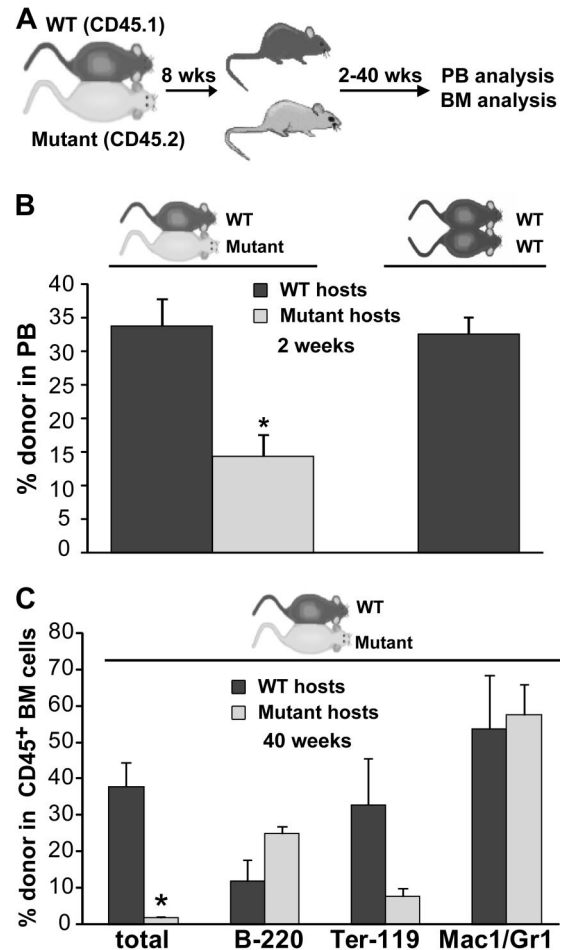 A
WT (CD45.1)
8 wks
2-40 wks
PB analysis
BM analysis
Mutant (CD45.2)
B
WT
Mutant
WT
WT
% donor in PB
40
35
30
25
20
15
10
5
0
WT hosts
Mutant hosts
2 weeks
*
C
WT
Mutant
% donor in CD45+ BM cells
80
70
60
50
40
30
20
10
0
WT hosts
Mutant hosts
40 weeks
*
total B-220 Ter-119 Mac1/Gr1